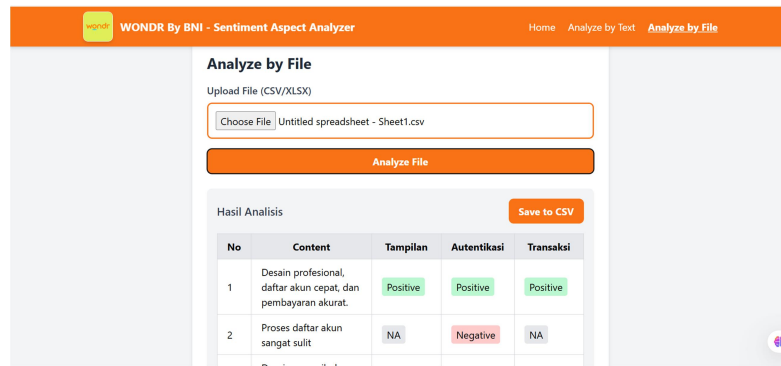 wondr WONDR By BNI - Sentiment Aspect Analyzer Home Analyze by Text Analyze by File
Analyze by File
Upload File (CSV/XLSX)
Choose File Untitled spreadsheet - Sheet1.csv
Analyze File
Hasil Analisis Save to CSV
No Content Tampilan Autentikasi Transaksi
1 Desain profesional, daftar akun cepat, dan pembayaran akurat. Positive Positive Positive
2 Proses daftar akun sangat sulit NA Negative NA